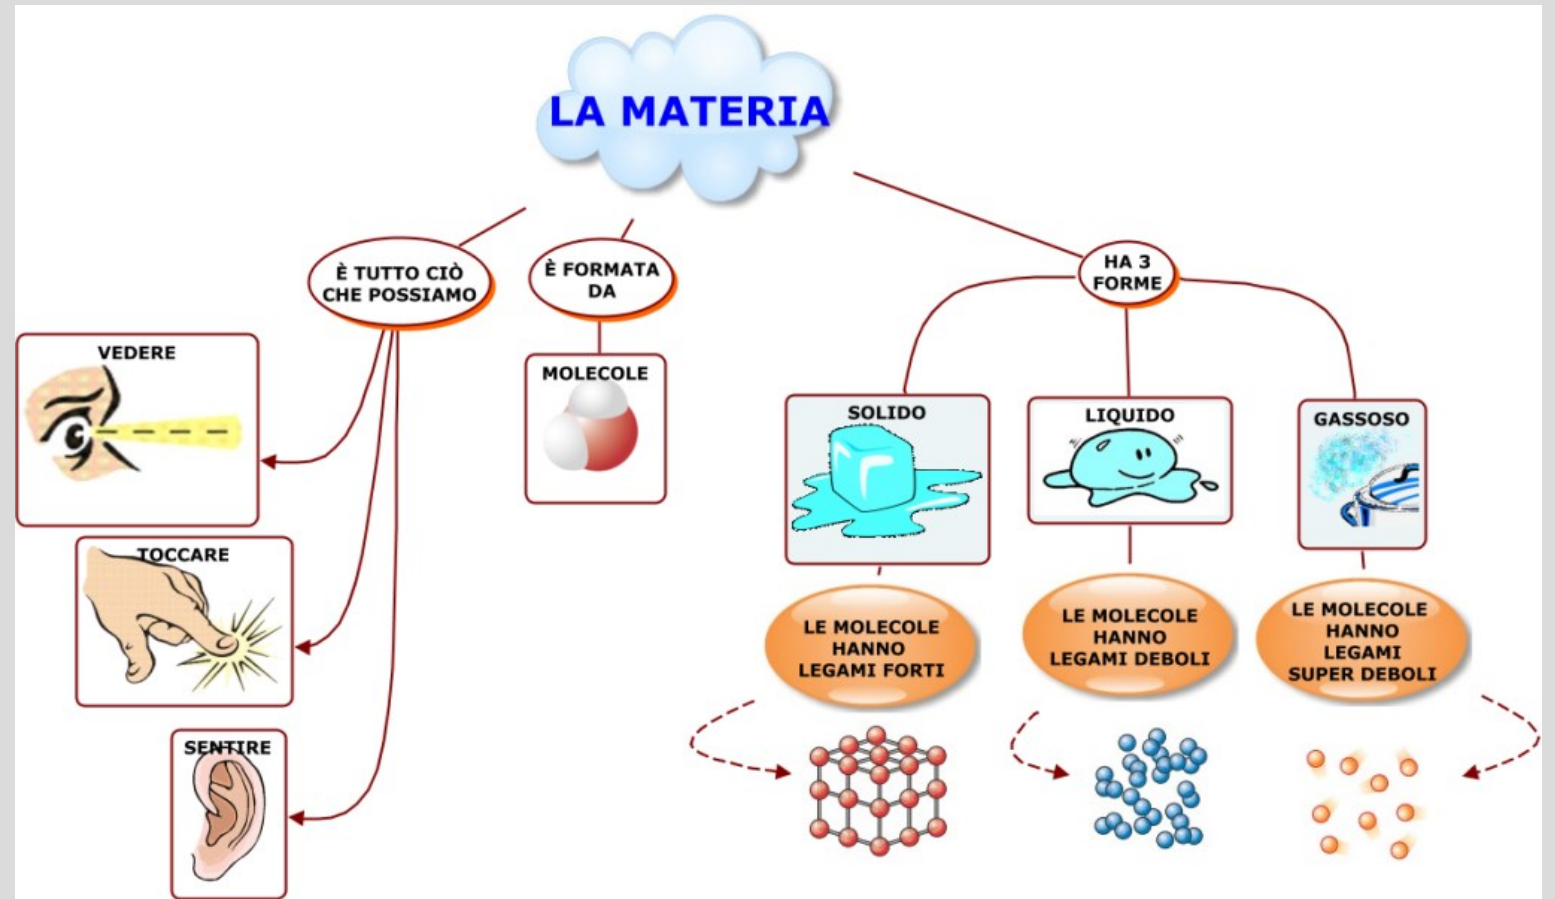 LA MATERIA
È TUTTO CIÒ
CHE POSSIAMO
È FORMATA
DA
HA 3
FORME
VEDERE
TOCCARE
SENTIRE
MOLECOLE
SOLIDO
LIQUIDO
GASSOSO
LE MOLECOLE
HANNO
LEGAMI FORTI
LE MOLECOLE
HANNO
LEGAMI DEBOLI
LE MOLECOLE
HANNO
LEGAMI
SUPER DEBOLI